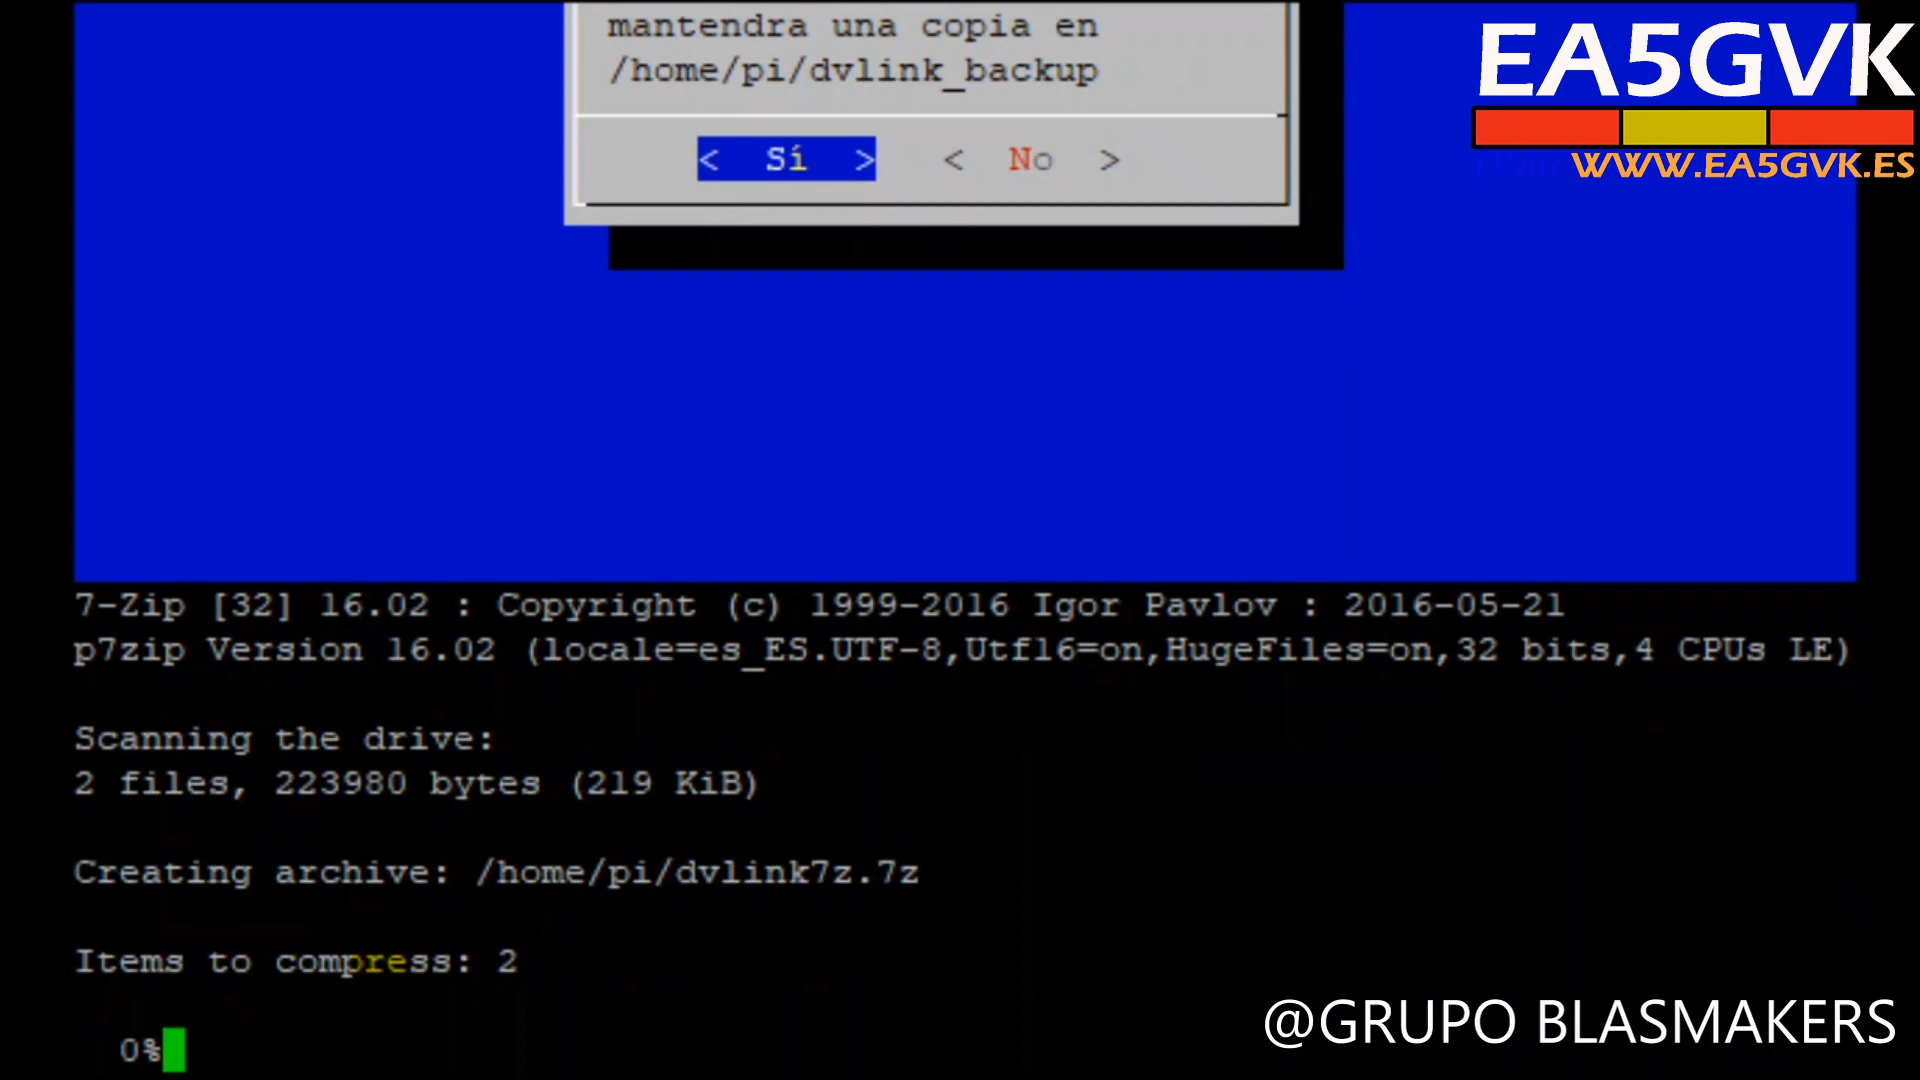 mantendra una copia en
/home/pi/dvlink_backup
< Sí > < No >
EA5GVK
WWW.EA5GVK.ES
7-Zip [32] 16.02 : Copyright (c) 1999-2016 Igor Pavlov : 2016-05-21
p7zip Version 16.02 (locale=es_ES.UTF-8,Utf16=on,HugeFiles=on,32 bits,4 CPUs LE)
Scanning the drive:
2 files, 223980 bytes (219 KiB)
Creating archive: /home/pi/dvlink7z.7z
Items to compress: 2
0%
@GRUPO BLASMAKERS